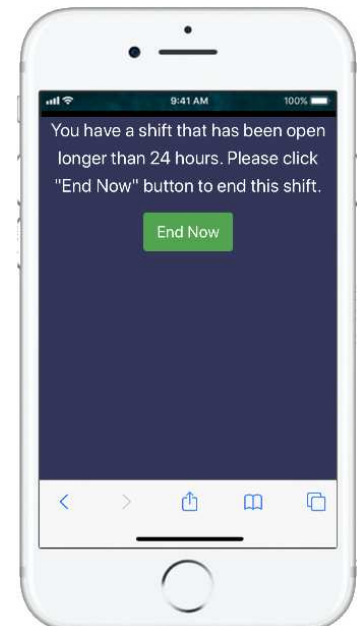 9:41 AM 100%
You have a shift that has been open
longer than 24 hours. Please click
"End Now" button to end this shift.
End Now